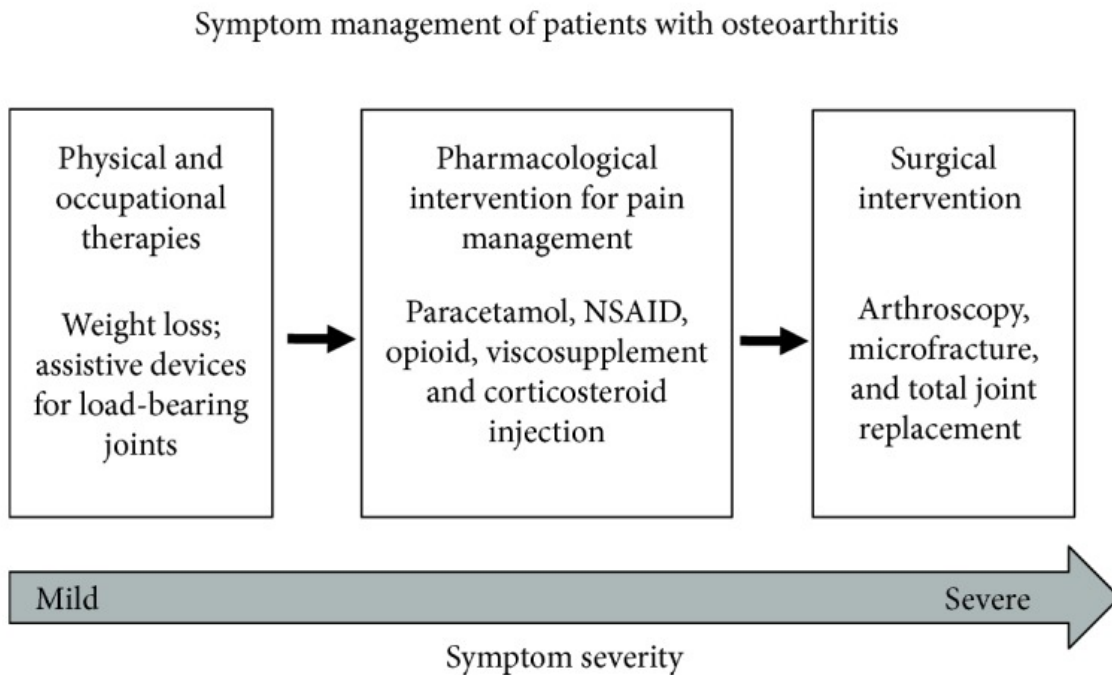 Symptom management of patients with osteoarthritis
Physical and
occupational
therapies
Weight loss;
assistive devices
for load-bearing
joints
Pharmacological
intervention for pain
management
Paracetamol, NSAID,
opioid, viscosupplement
and corticosteroid
injection
Surgical
intervention
Arthroscopy,
microfracture,
and total joint
replacement
Mild
Severe
Symptom severity